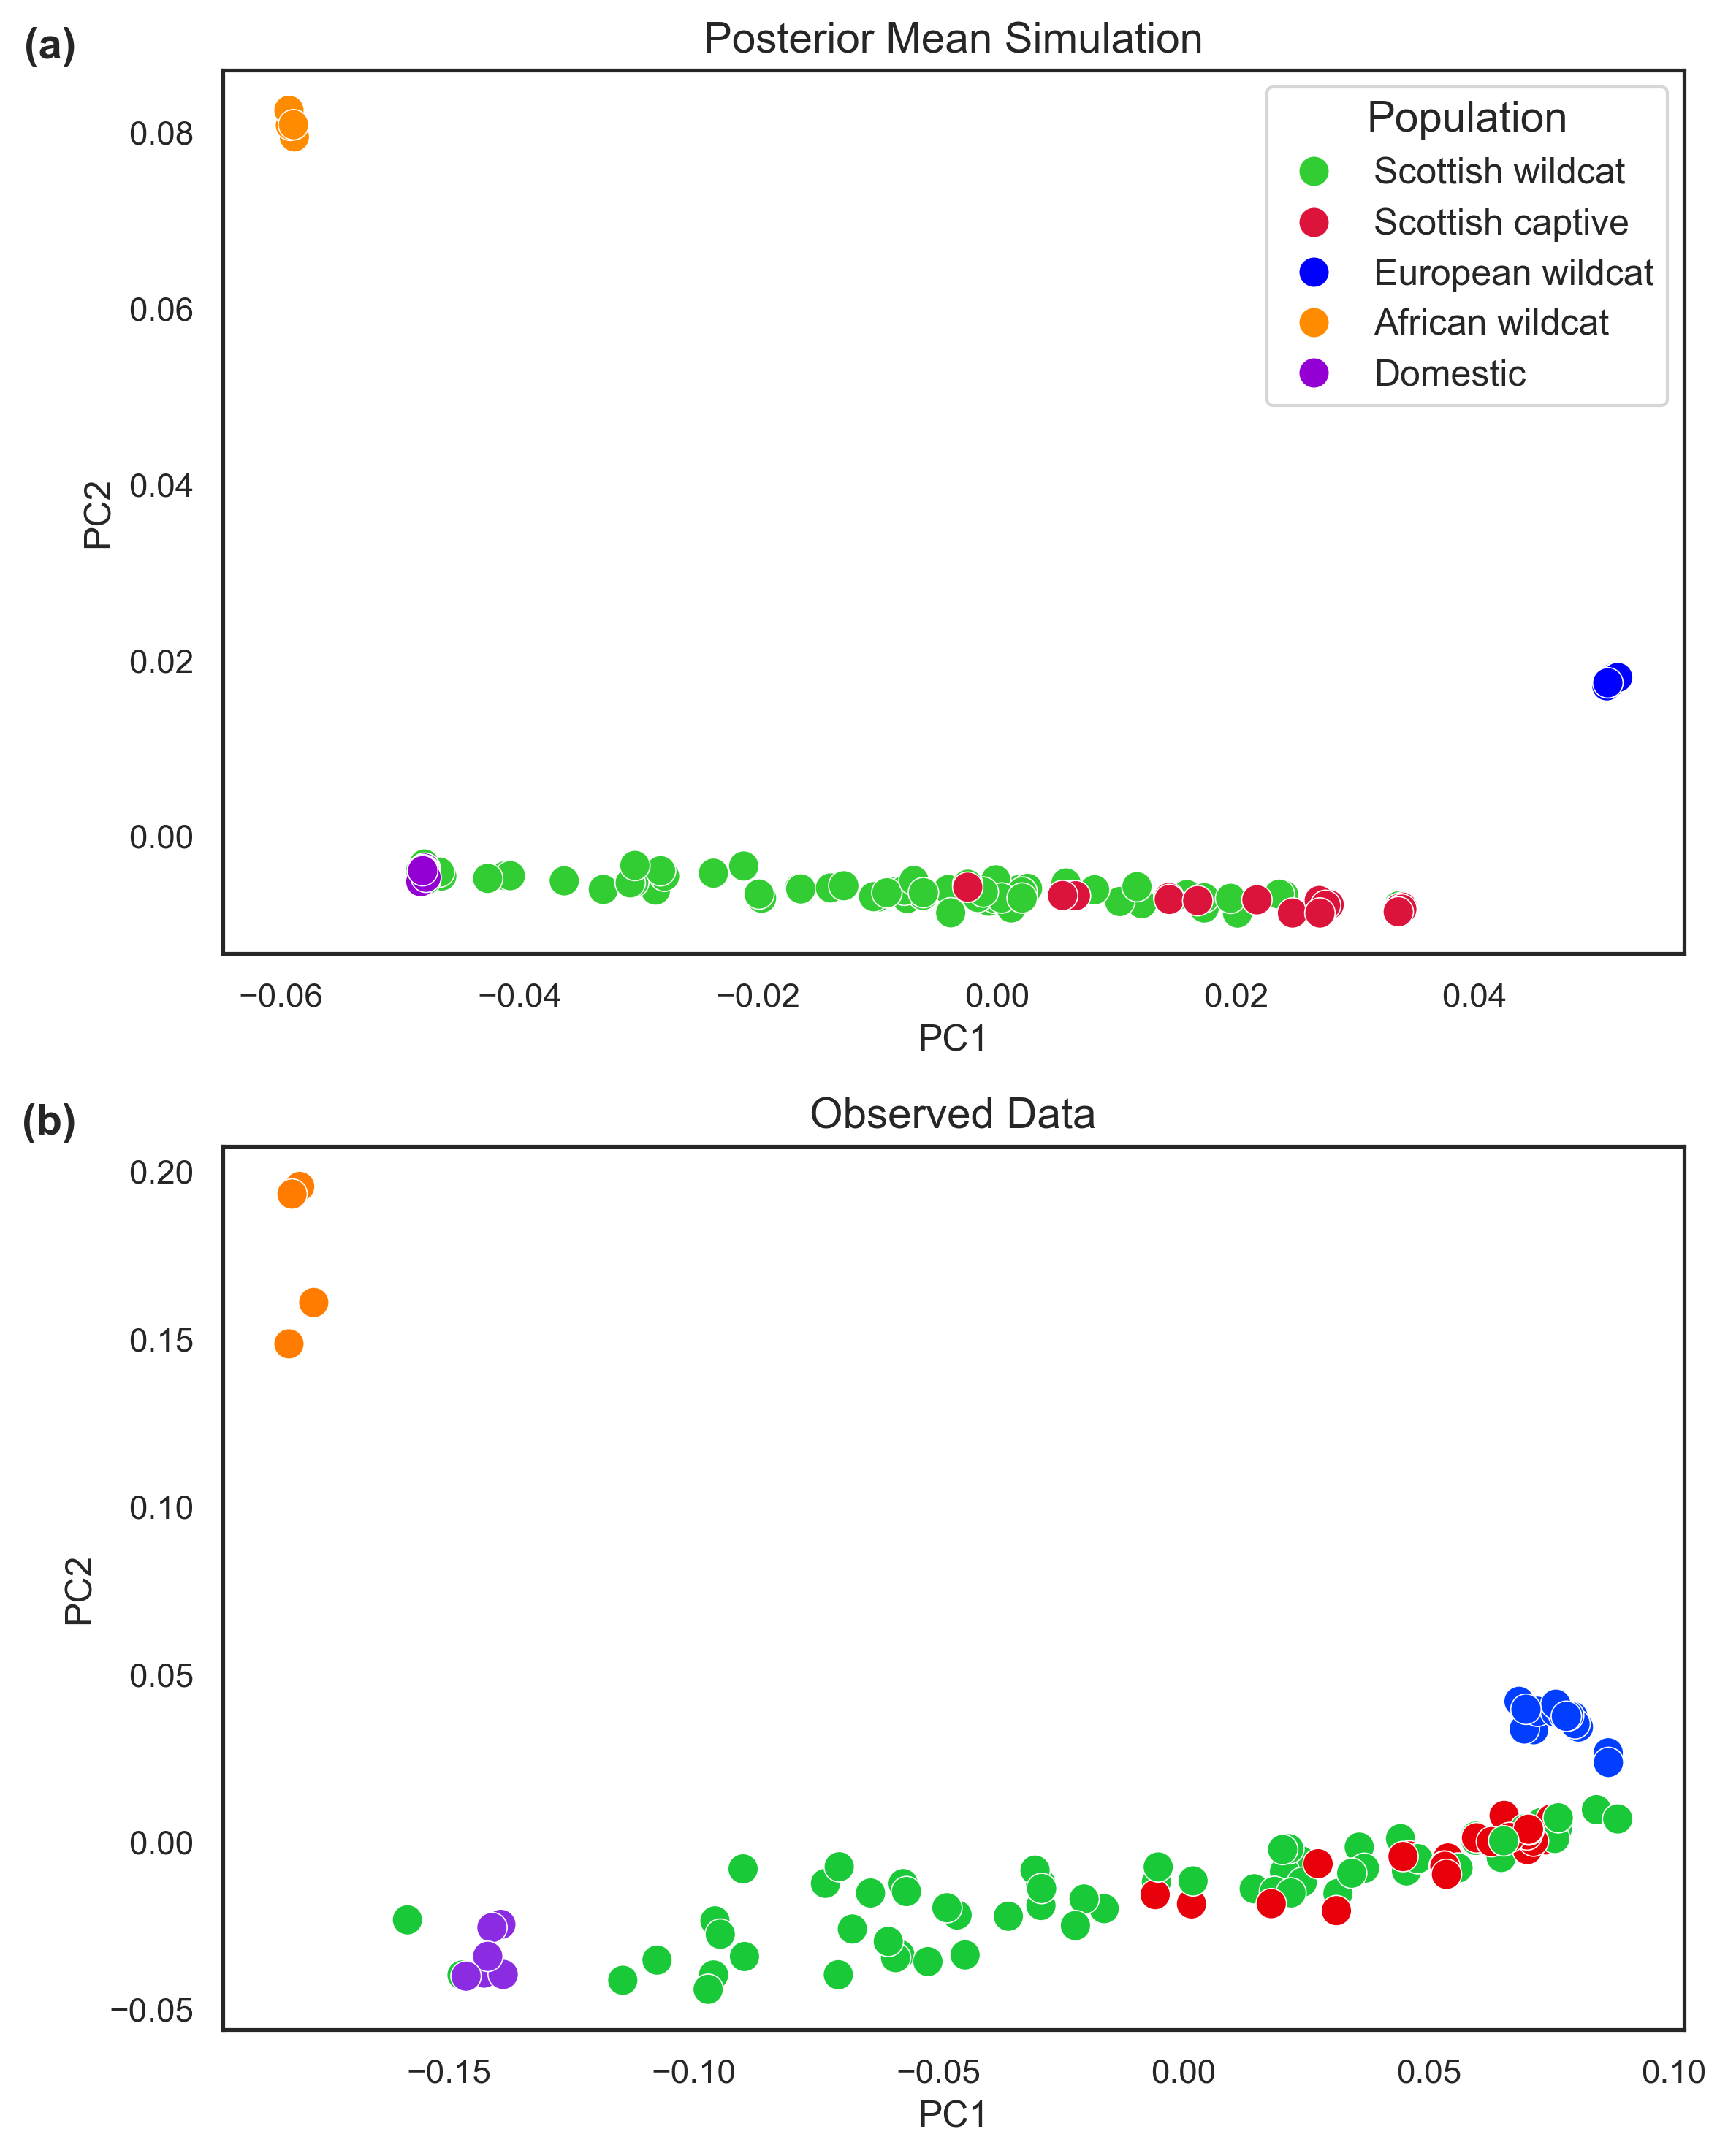 (a)
Posterior Mean Simulation
Population
Scottish wildcat
Scottish captive
European wildcat
African wildcat
Domestic
PC2
0.08
0.06
0.04
0.02
0.00
−0.06 −0.04 −0.02 0.00 0.02 0.04
PC1
(b)
Observed Data
PC2
0.20
0.15
0.10
0.05
0.00
−0.05
−0.15 −0.10 −0.05 0.00 0.05 0.10
PC1